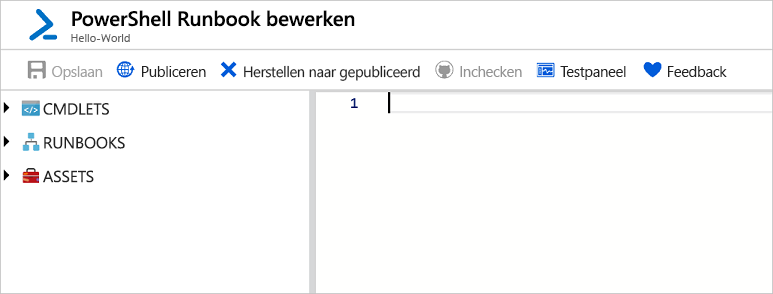 PowerShell Runbook bewerken
Hello-World
Opslaan Publiceren Herstellen naar gepubliceerd Inchecken Testpaneel Feedback
CMDLETS
1
RUNBOOKS
ASSETS